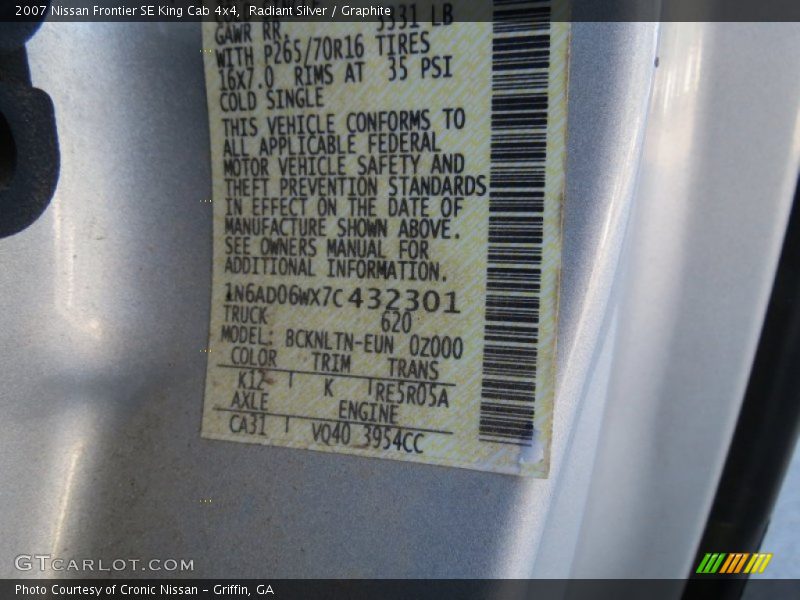 2007 Nissan Frontier SE King Cab 4x4, Radiant Silver / Graphite
GAWR RR. 3331 LB
WITH P265/70R16 TIRES
16X7.0 RIMS AT 35 PSI
COLD SINGLE
THIS VEHICLE CONFORMS TO
ALL APPLICABLE FEDERAL
MOTOR VEHICLE SAFETY AND
THEFT PREVENTION STANDARDS
IN EFFECT ON THE DATE OF
MANUFACTURE SHOWN ABOVE.
SEE OWNERS MANUAL FOR
ADDITIONAL INFORMATION.
1N6AD06WX7C432301
TRUCK 620
MODEL: BCKNLTN-EUN 0Z000
COLOR TRIM TRANS
K12 K RE5R05A
AXLE ENGINE
CA31 VQ40 3954CC
GTCARLOT.COM
Photo Courtesy of Cronic Nissan - Griffin, GA